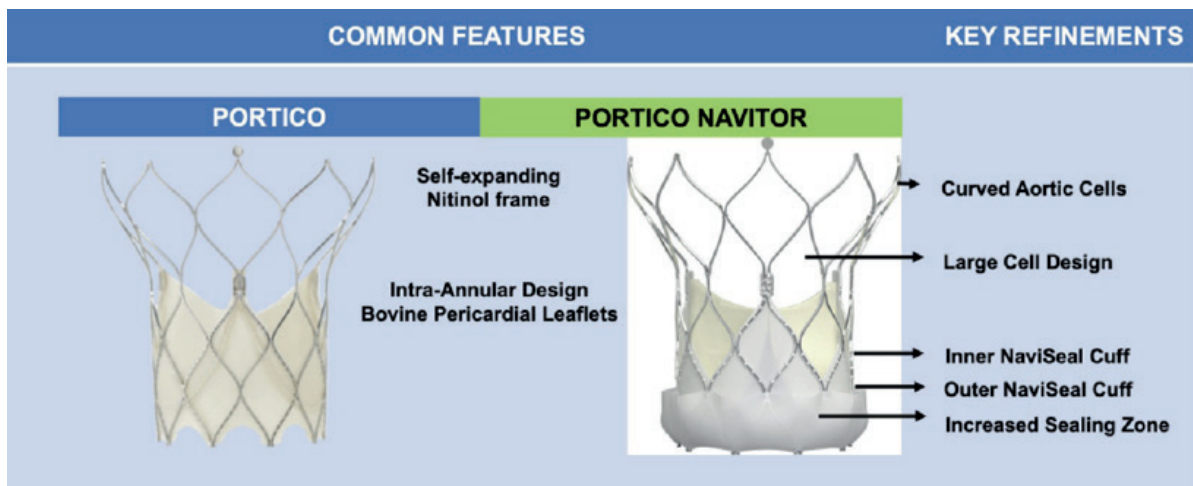 COMMON FEATURES
KEY REFINEMENTS
PORTICO
PORTICO NAVITOR
Self-expanding
Nitinol frame
Intra-Annular Design
Bovine Pericardial Leaflets
Curved Aortic Cells
Large Cell Design
Inner NaviSeal Cuff
Outer NaviSeal Cuff
Increased Sealing Zone